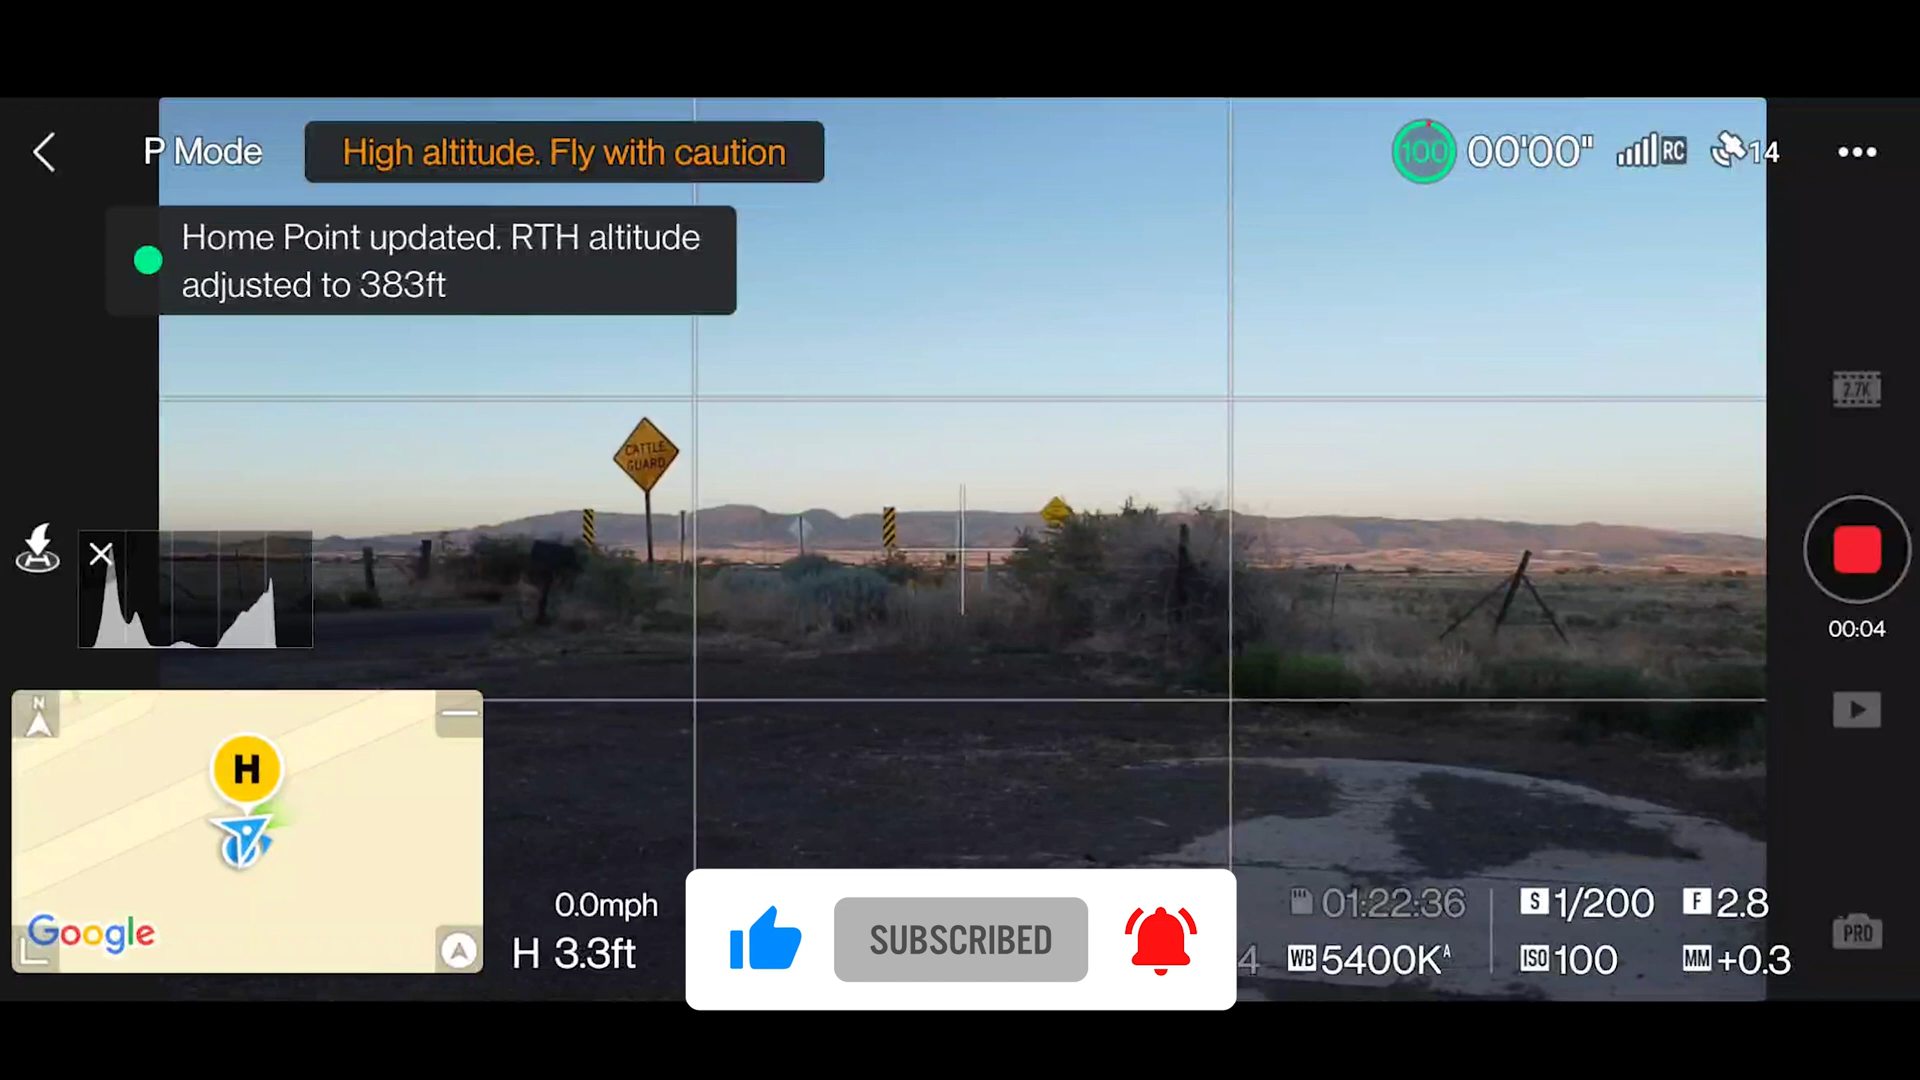 P Mode
High altitude. Fly with caution
100
00'00"
RC
14
Home Point updated. RTH altitude
adjusted to 383ft
2.7K
CATTLE
GUARD
00:04
N
H
Google
0.0mph
H 3.3ft
SUBSCRIBED
01:22:36
S 1/200
F 2.8
4
WB 5400K A
ISO 100
MM +0.3
PRO